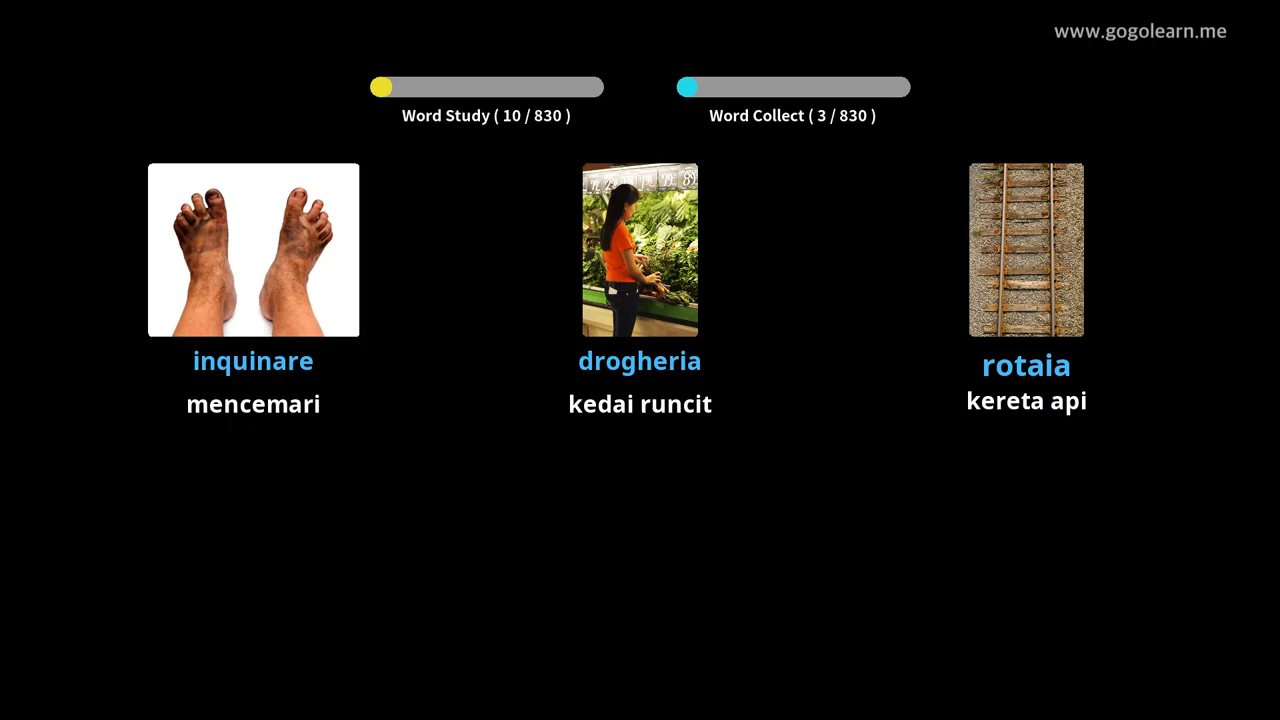 www.gogolearn.me
Word Study ( 10 / 830 )
Word Collect ( 3 / 830 )
inquinare
drogheria
rotaia
mencemari
kedai runcit
kereta api